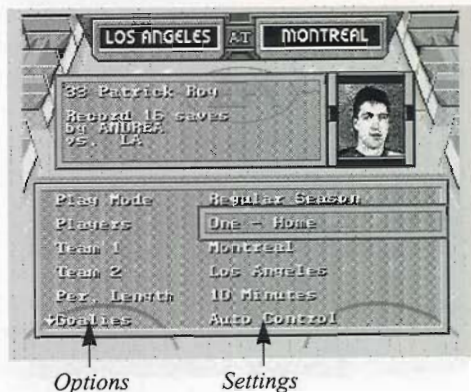 LOS ANGELES AT MONTREAL
33 Patrick Roy
Record 16 saves
by ANDREA
vs. LA
Play Mode Regular Season
Players One - Home
Team 1 Montreal
Team 2 Los Angeles
Per. Length 10 Minutes
Goalies Auto Control
Options Settings